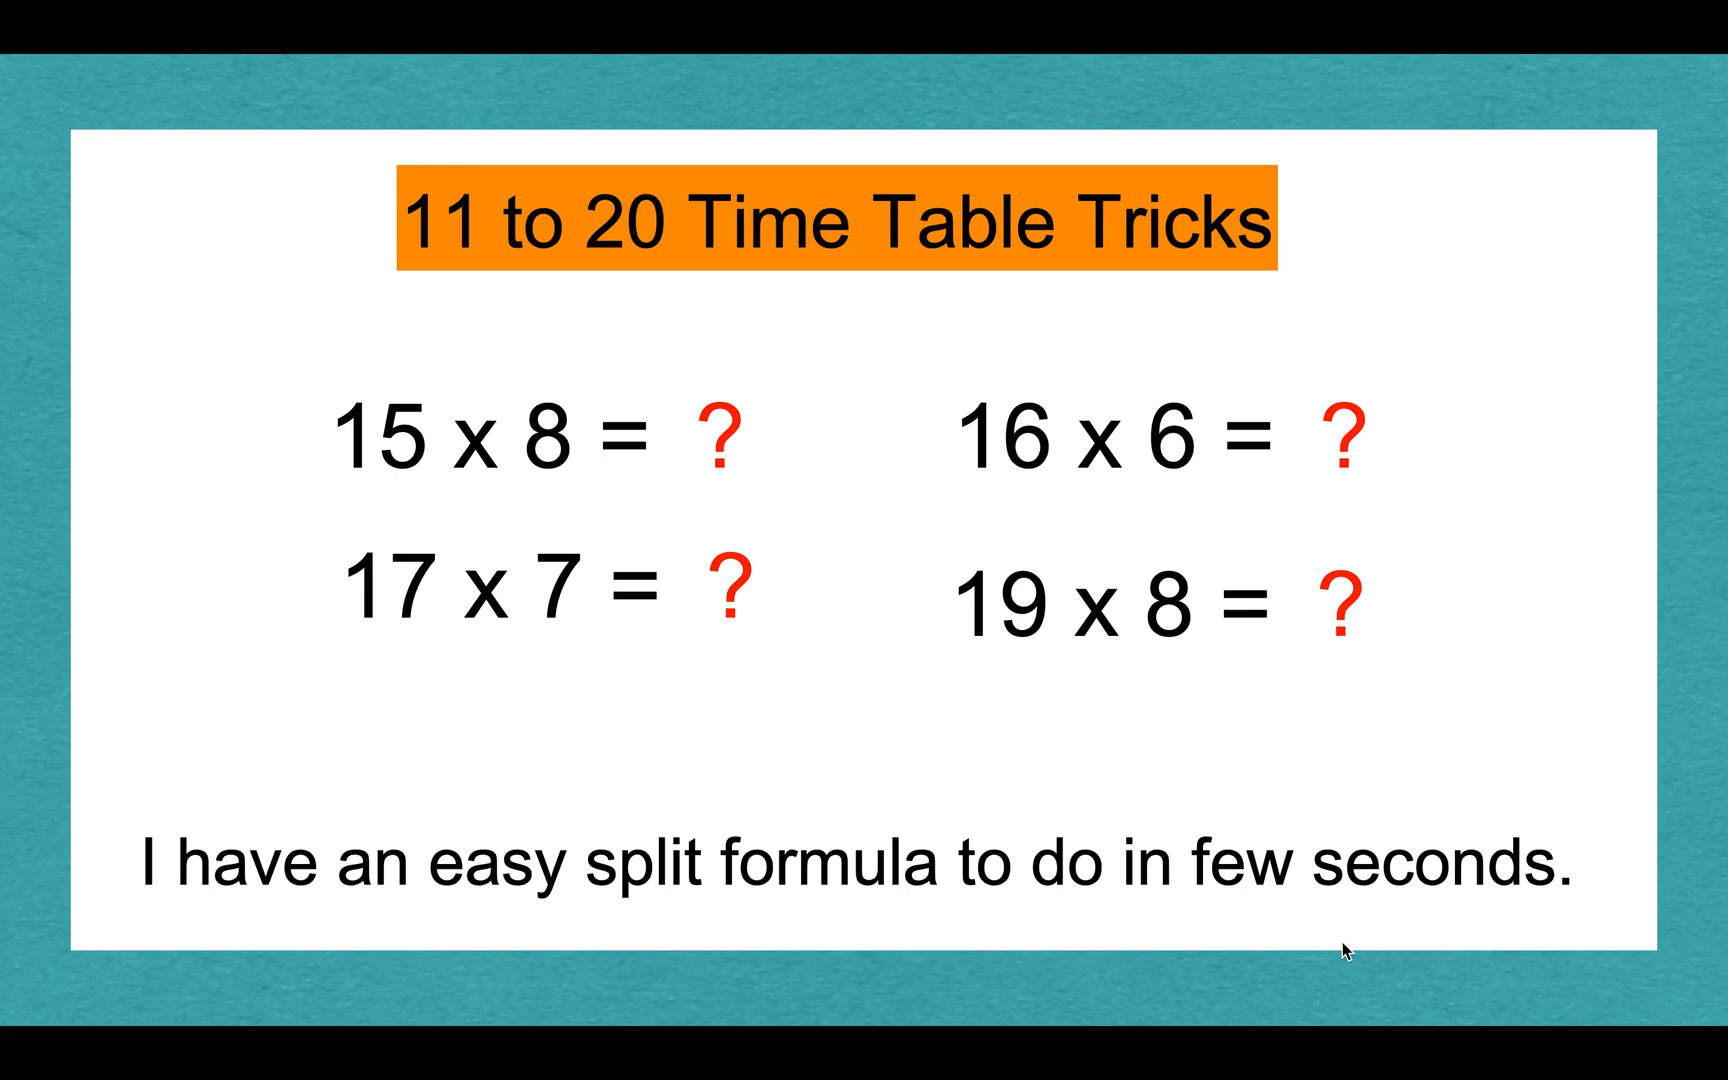 11 to 20 Time Table Tricks
15 x 8 = ?
16 x 6 = ?
17 x 7 = ?
19 x 8 = ?
I have an easy split formula to do in few seconds.